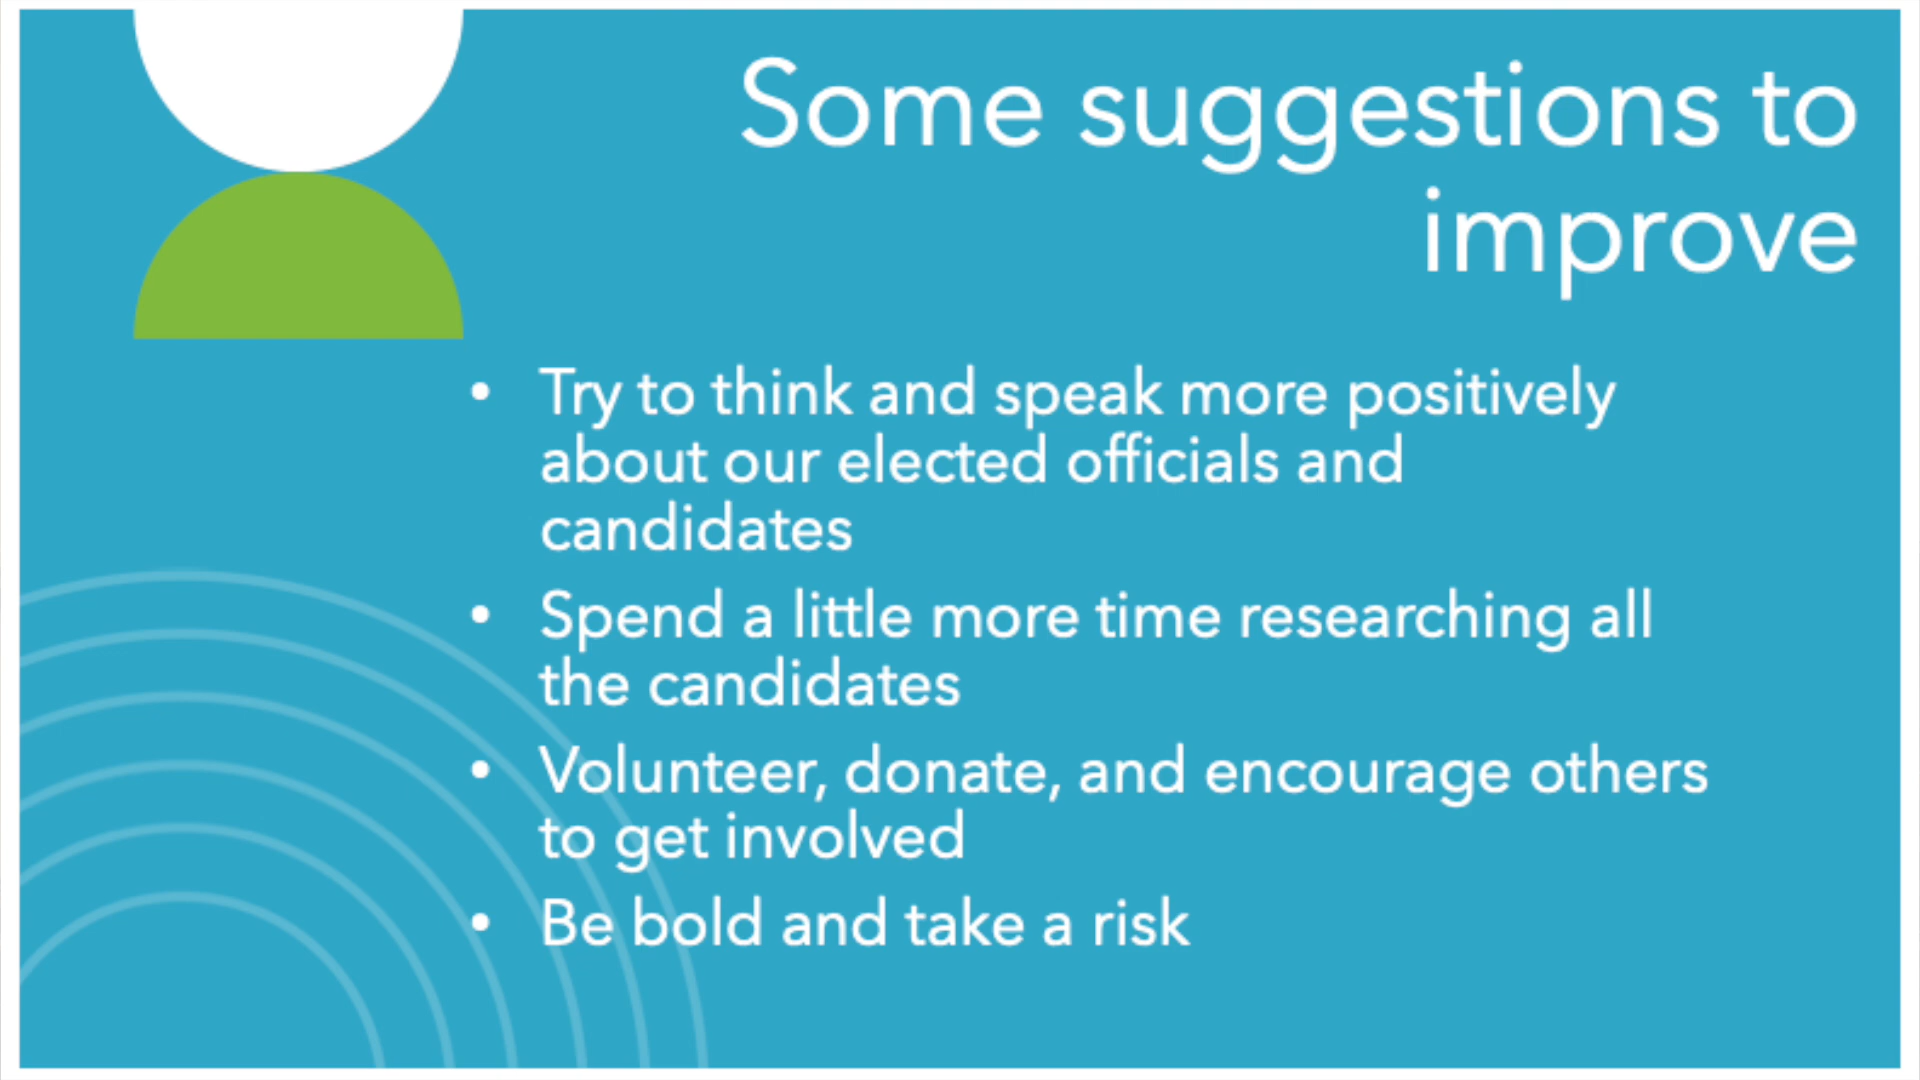 Some suggestions to
improve
• Try to think and speak more positively
about our elected officials and
candidates
• Spend a little more time researching all
the candidates
• Volunteer, donate, and encourage others
to get involved
• Be bold and take a risk